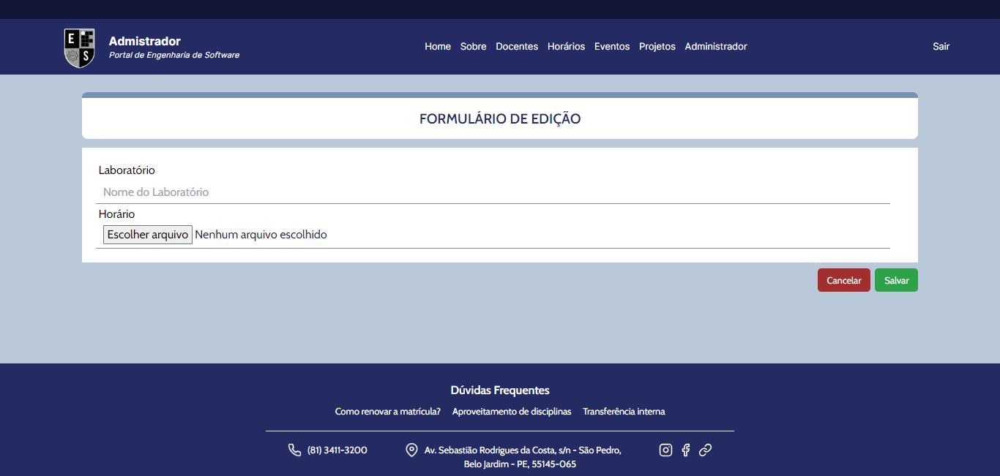 E
S
Admistrador
Portal de Engenharia de Software
Home Sobre Docentes Horários Eventos Projetos Administrador
Sair
FORMULÁRIO DE EDIÇÃO
Laboratório
Nome do Laboratório
Horário
Escolher arquivo Nenhum arquivo escolhido
Cancelar Salvar
Dúvidas Frequentes
Como renovar a matrícula? Aproveitamento de disciplinas Transferência interna
(81) 3411-3200
Av. Sebastião Rodrigues da Costa, s/n - São Pedro,
Belo Jardim - PE, 55145-065